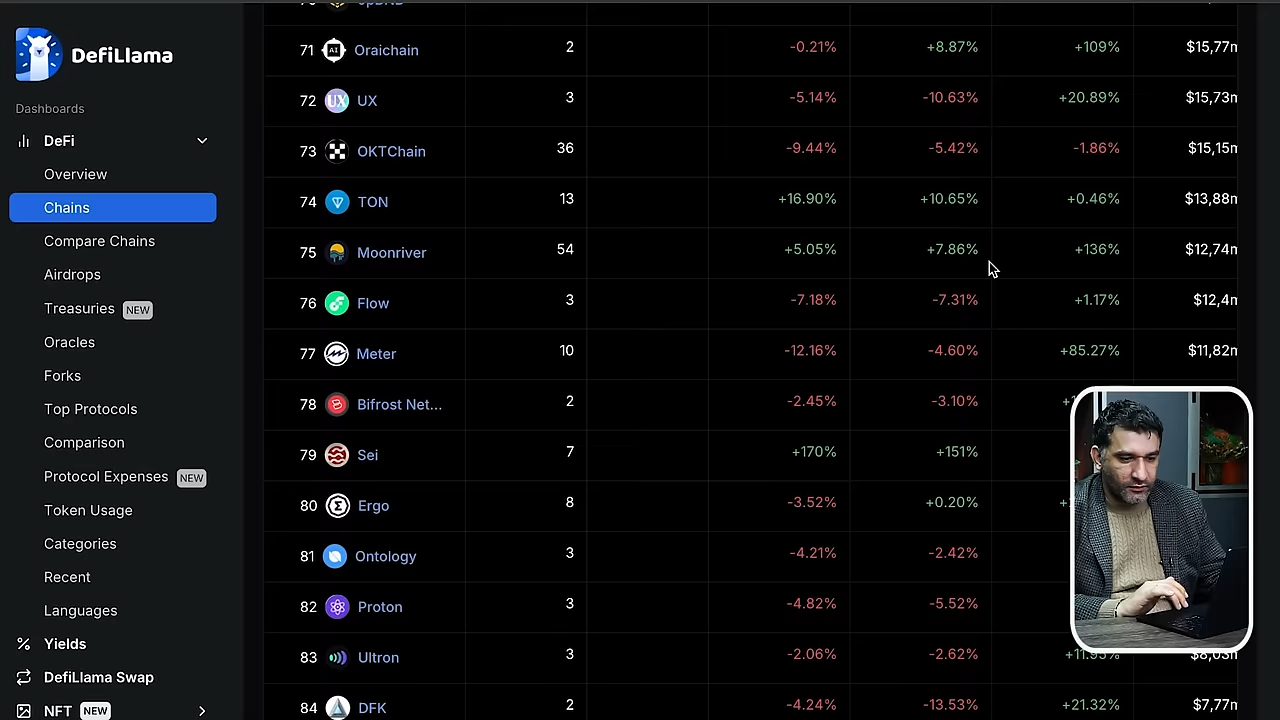 DefiLlama
Dashboards
DeFi
Overview
Chains
Compare Chains
Airdrops
Treasuries NEW
Oracles
Forks
Top Protocols
Comparison
Protocol Expenses NEW
Token Usage
Categories
Recent
Languages
Yields
DefiLlama Swap
NFT NEW
71 Oraichain 2 -0.21% +8.87% +109% $15,77m
72 UX 3 -5.14% -10.63% +20.89% $15,73m
73 OKTChain 36 -9.44% -5.42% -1.86% $15,15m
74 TON 13 +16.90% +10.65% +0.46% $13,88m
75 Moonriver 54 +5.05% +7.86% +136% $12,74m
76 Flow 3 -7.18% -7.31% +1.17% $12,4m
77 Meter 10 -12.16% -4.60% +85.27% $11,82m
78 Bifrost Net... 2 -2.45% -3.10%
79 Sei 7 +170% +151%
80 Ergo 8 -3.52% +0.20%
81 Ontology 3 -4.21% -2.42%
82 Proton 3 -4.82% -5.52%
83 Ultron 3 -2.06% -2.62%
84 DFK 2 -4.24% -13.53% +21.32% $7,77m